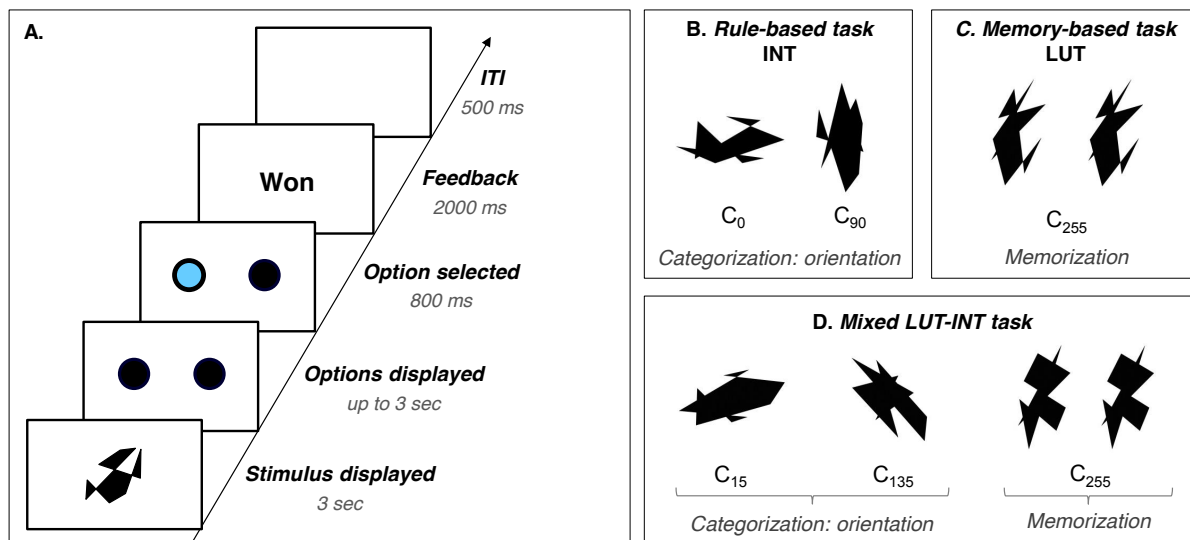 A.
ITI
500 ms
Won
Feedback
2000 ms
Option selected
800 ms
Options displayed
up to 3 sec
Stimulus displayed
3 sec
B. Rule-based task
INT
C0
C90
Categorization: orientation
C. Memory-based task
LUT
C255
Memorization
D. Mixed LUT-INT task
C15
C135
C255
Categorization: orientation
Memorization